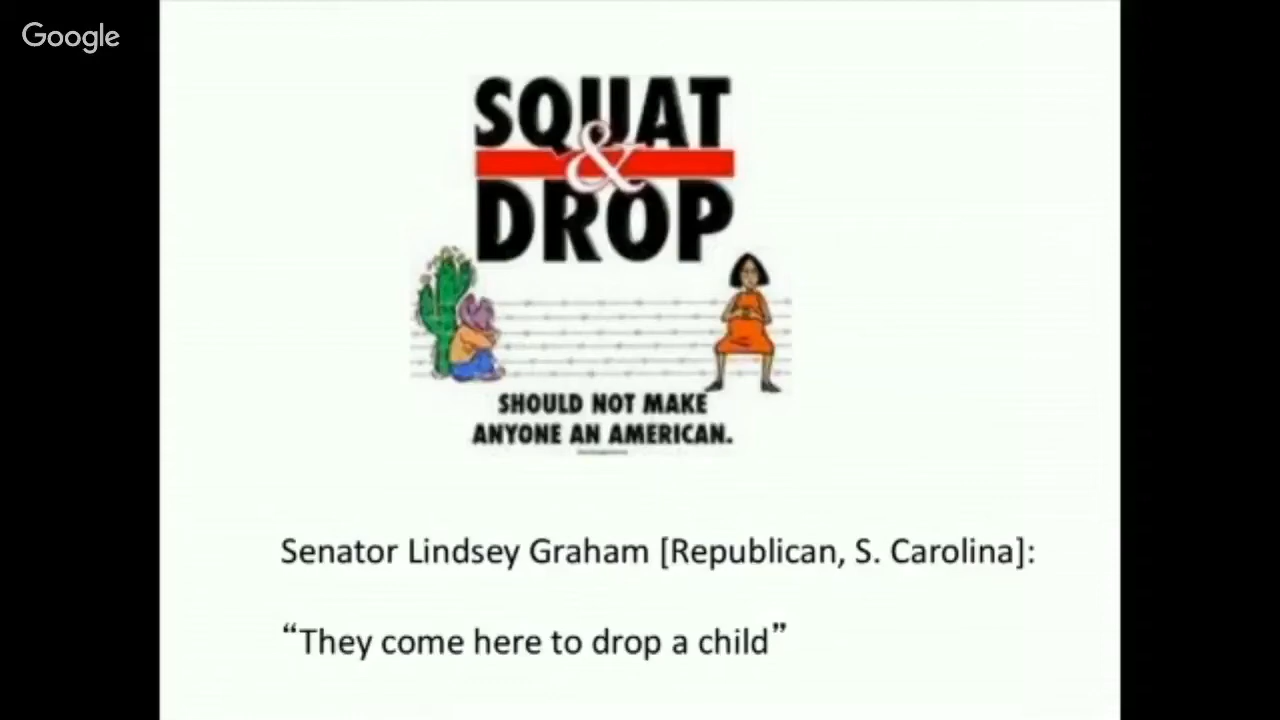 Google
SQUAT
&
DROP
SHOULD NOT MAKE
ANYONE AN AMERICAN.
Senator Lindsey Graham [Republican, S. Carolina]:
“They come here to drop a child”